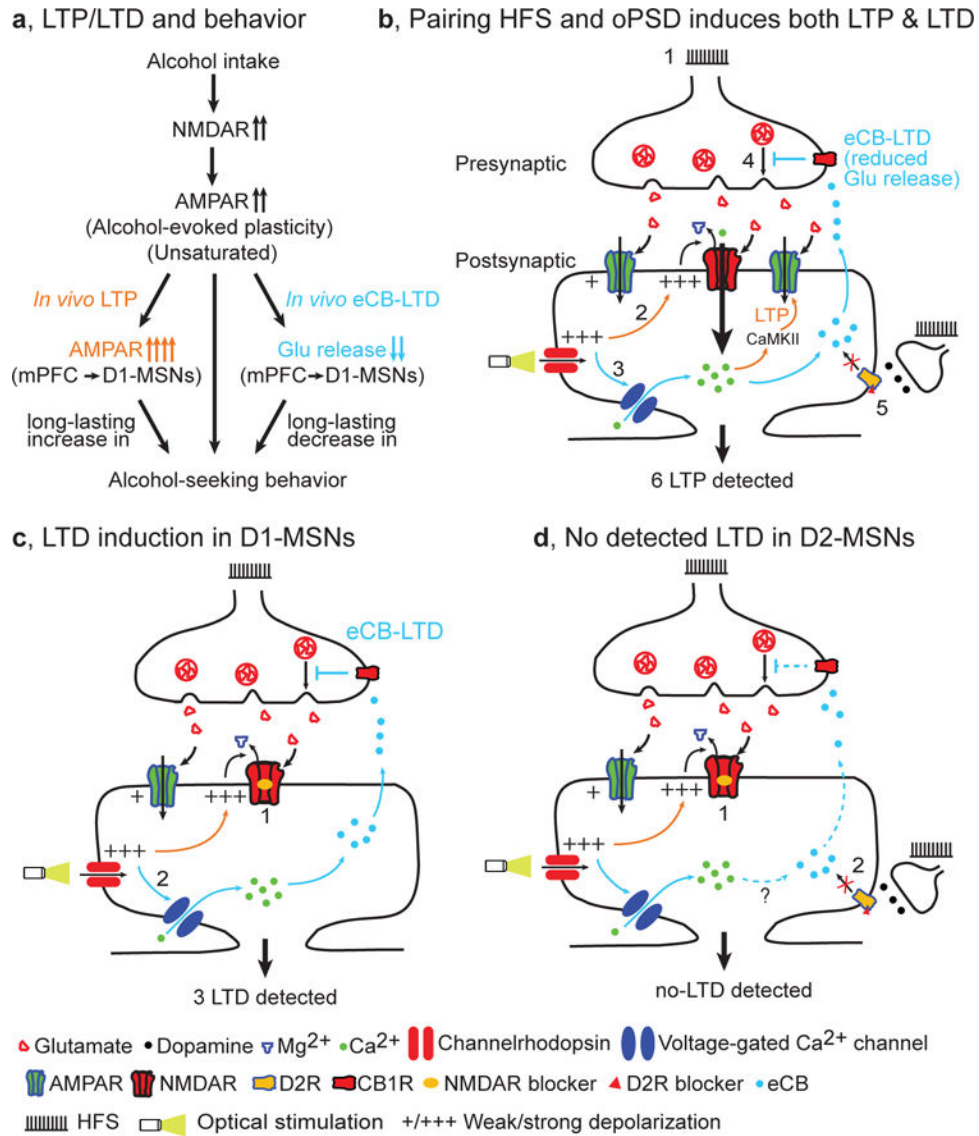 a, LTP/LTD and behavior
Alcohol intake
NMDAR
AMPAR
(Alcohol-evoked plasticity)
(Unsaturated)
In vivo LTP
In vivo eCB-LTD
AMPAR
Glu release
(mPFC → D1-MSNs)
(mPFC → D1-MSNs)
long-lasting
increase in
long-lasting
decrease in
Alcohol-seeking behavior
b, Pairing HFS and oPSD induces both LTP & LTD
1
Presynaptic
4
eCB-LTD
(reduced
Glu release)
Postsynaptic
+
+++
2
+++
3
LTP
CaMKII
5
6 LTP detected
c, LTD induction in D1-MSNs
eCB-LTD
+
+++
1
+++
2
3 LTD detected
d, No detected LTD in D2-MSNs
+
+++
1
+++
?
2
no-LTD detected
Glutamate Dopamine Mg2+ Ca2+ Channelrhodopsin Voltage-gated Ca2+ channel
AMPAR NMDAR D2R CB1R NMDAR blocker D2R blocker eCB
HFS Optical stimulation +/+++ Weak/strong depolarization